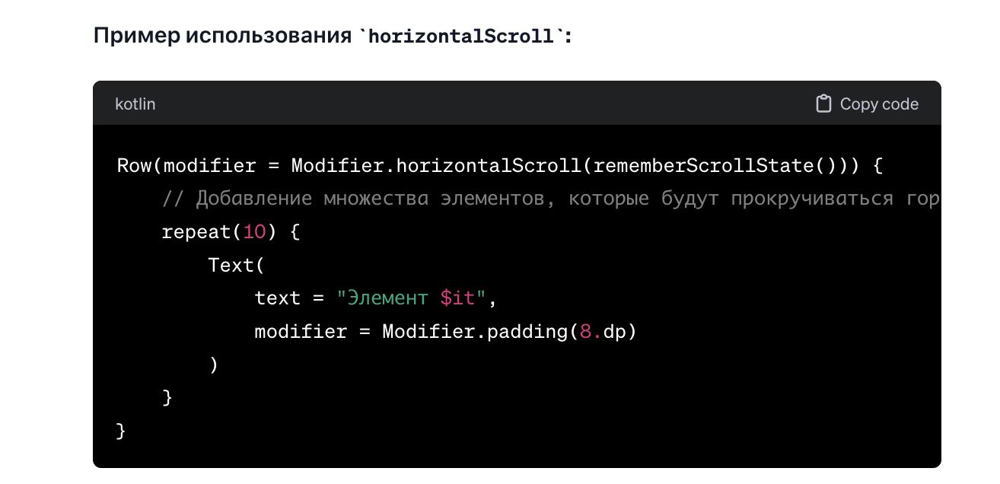 Пример использования `horizontalScroll`:
kotlin
Copy code
Row(modifier = Modifier.horizontalScroll(rememberScrollState())) {
// Добавление множества элементов, которые будут прокручиваться гор
repeat(10) {
Text(
text = "Элемент $it",
modifier = Modifier.padding(8.dp)
)
}
}